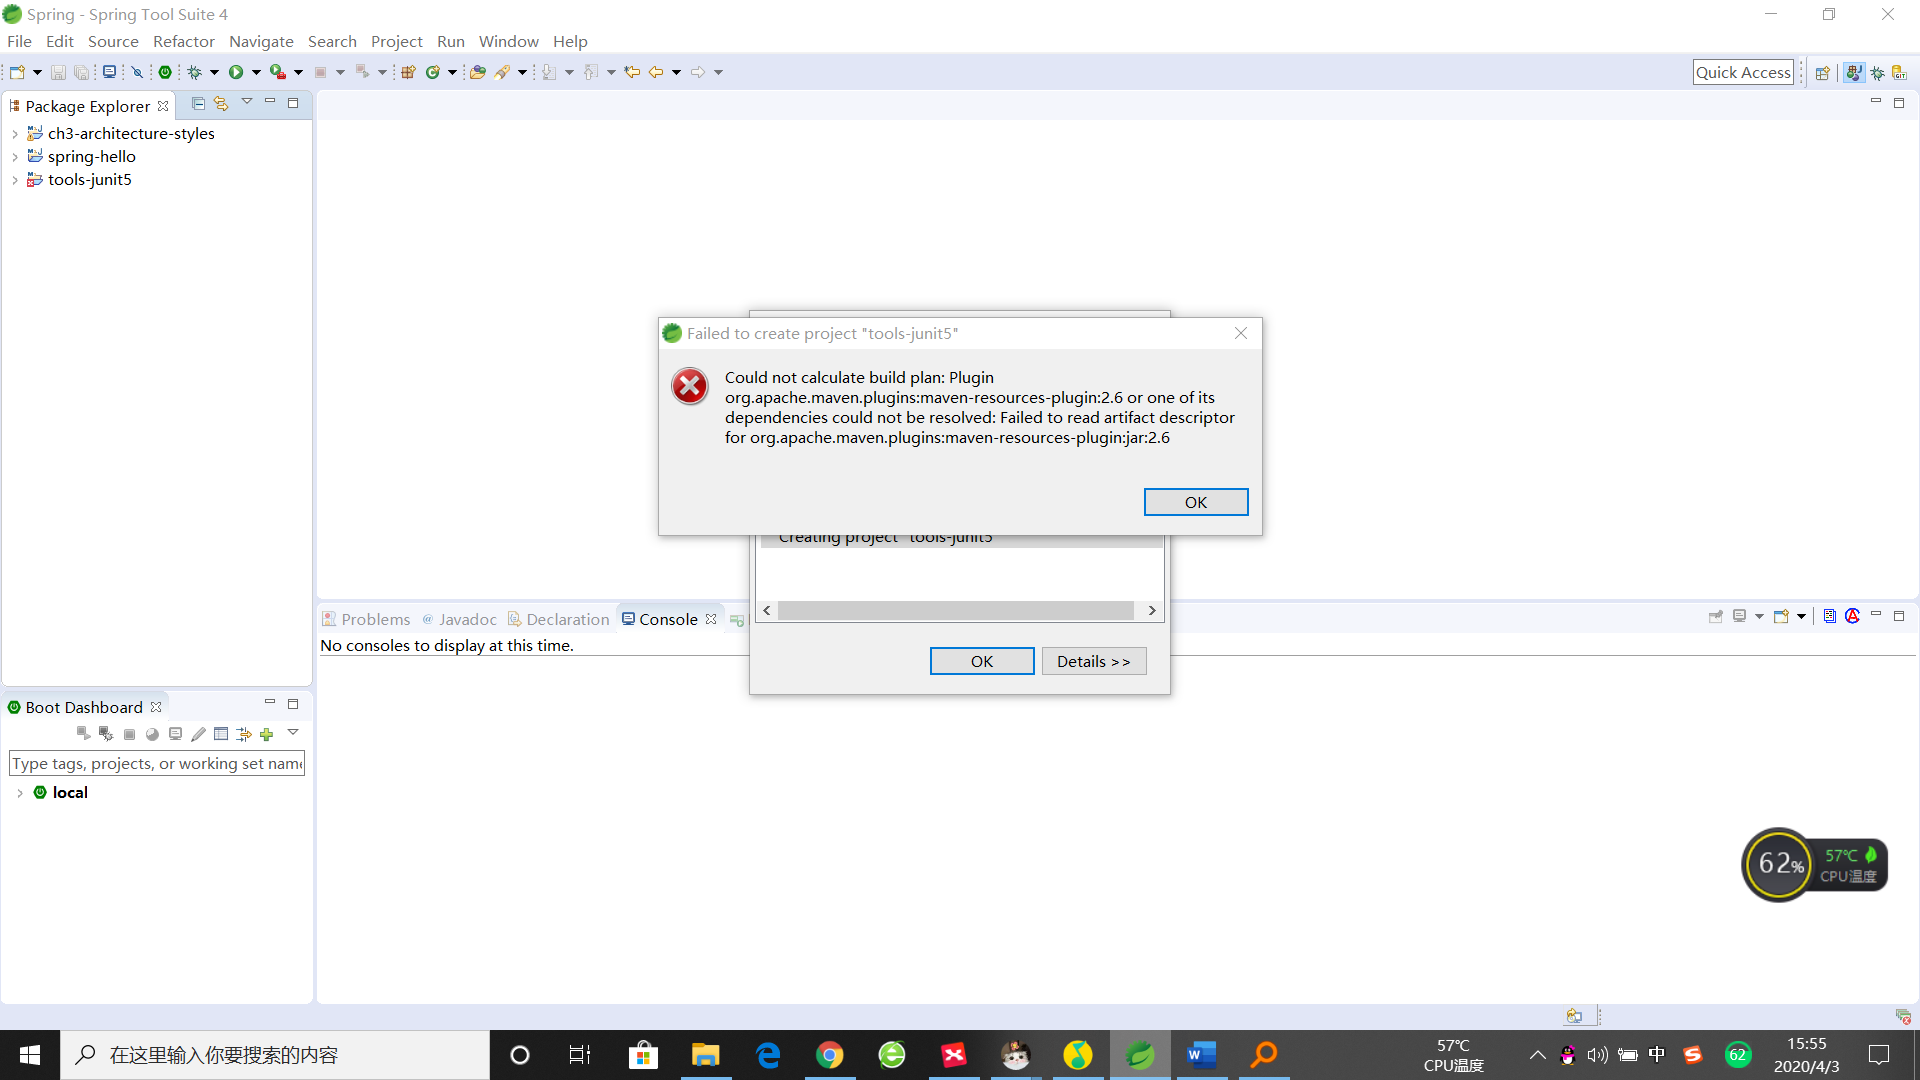 Spring - Spring Tool Suite 4
File Edit Source Refactor Navigate Search Project Run Window Help
Quick Access
Package Explorer
ch3-architecture-styles
spring-hello
tools-junit5
Failed to create project "tools-junit5"
Could not calculate build plan: Plugin
org.apache.maven.plugins:maven-resources-plugin:2.6 or one of its
dependencies could not be resolved: Failed to read artifact descriptor
for org.apache.maven.plugins:maven-resources-plugin:jar:2.6
OK
Creating project "tools-junit5"
OK Details >>
Problems @ Javadoc Declaration Console
No consoles to display at this time.
Boot Dashboard
Type tags, projects, or working set name
local
62%
57℃
CPU温度
在这里输入你要搜索的内容
57℃
CPU温度
中
62
15:55
2020/4/3